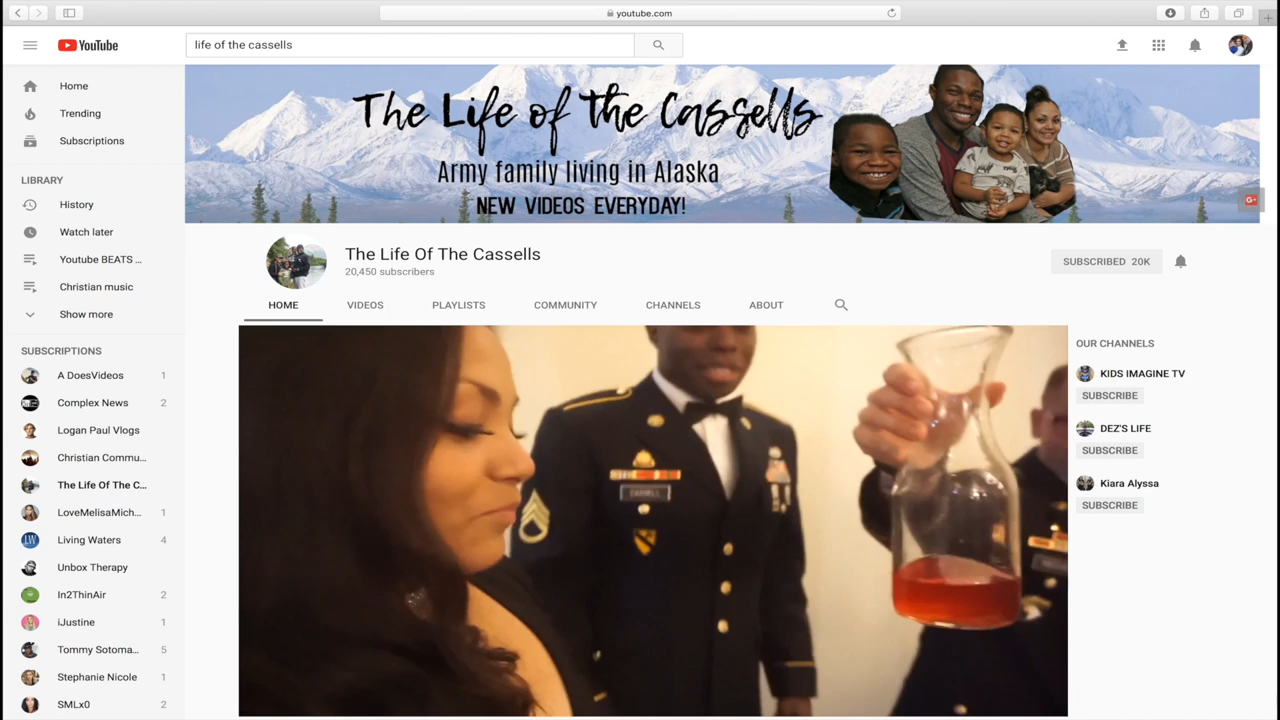 youtube.com
YouTube
life of the cassells
Home
Trending
Subscriptions
LIBRARY
History
Watch later
Youtube BEATS ...
Christian music
Show more
SUBSCRIPTIONS
A DoesVideos 1
Complex News 2
Logan Paul Vlogs
Christian Commu...
The Life Of The C...
LoveMelisaMich... 1
Living Waters 4
Unbox Therapy
In2ThinAir 2
iJustine 1
Tommy Sotoma... 5
Stephanie Nicole 1
SMLx0 2
The Life of the Cassells
Army family living in Alaska
NEW VIDEOS EVERYDAY!
G+
The Life Of The Cassells
20,450 subscribers
SUBSCRIBED 20K
HOME VIDEOS PLAYLISTS COMMUNITY CHANNELS ABOUT
OUR CHANNELS
KIDS IMAGINE TV
SUBSCRIBE
DEZ'S LIFE
SUBSCRIBE
Kiara Alyssa
SUBSCRIBE